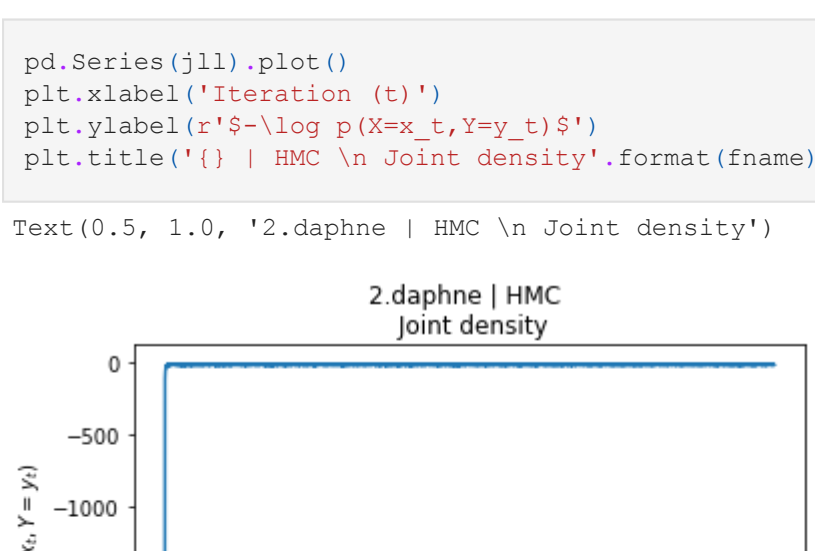 pd.Series(jll).plot()
plt.xlabel('Iteration (t)')
plt.ylabel(r'$-\log p(X=x_t,Y=y_t)$')
plt.title('{} | HMC \n Joint density'.format(fname)
Text(0.5, 1.0, '2.daphne | HMC \n Joint density')
2.daphne | HMC
Joint density
0
−500
−1000
Y = yₜ)